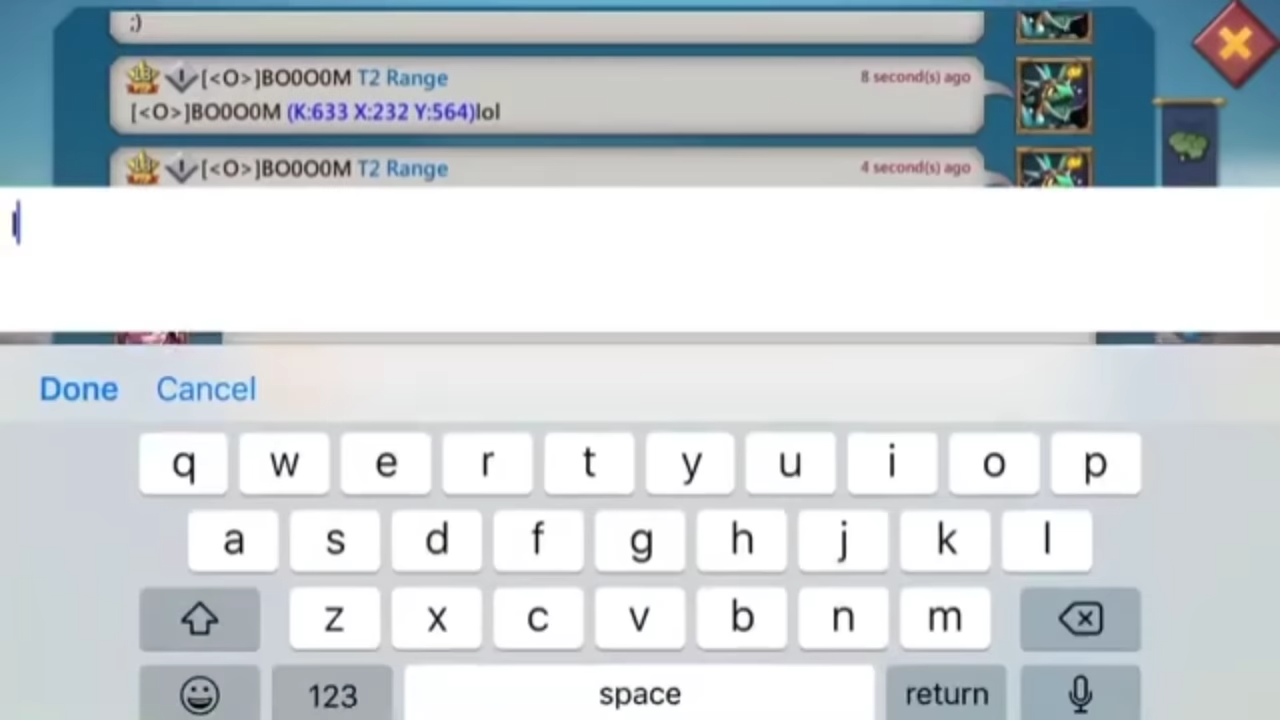 ;)
[<O>]BO0O0M T2 Range 8 second(s) ago
[<O>]BO0O0M (K:633 X:232 Y:564)lol
[<O>]BO0O0M T2 Range 4 second(s) ago
Done Cancel
q w e r t y u i o p
a s d f g h j k l
z x c v b n m
123 space return